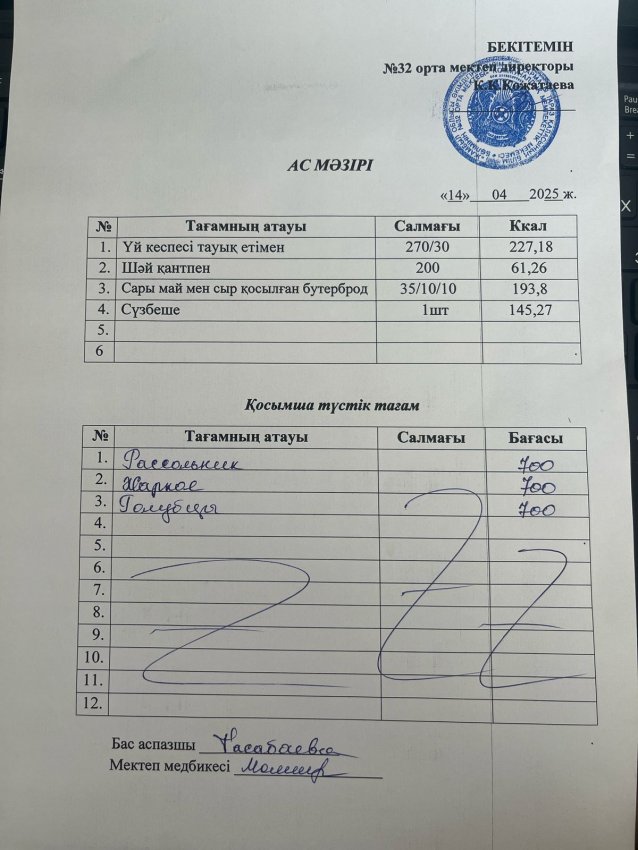 БЕКІТЕМІН
№32 орта мектеп директоры
К.К.Қожатаева
АС МӘЗІРІ
«14» 04 2025 ж.
№ Тағамның атауы Салмағы Ккал
1. Үй кеспесі тауық етімен 270/30 227,18
2. Шәй қантпен 200 61,26
3. Сары май мен сыр қосылған бутерброд 35/10/10 193,8
4. Сүзбеше 1шт 145,27
5.
6
Қосымша түстік тағам
№ Тағамның атауы Салмағы Бағасы
1. Рассольник 700
2. Жаркое 700
3. Голубцы 700
4.
5.
6.
7.
8.
9.
10.
11.
12.
Бас аспазшы
Мектеп медбикесі